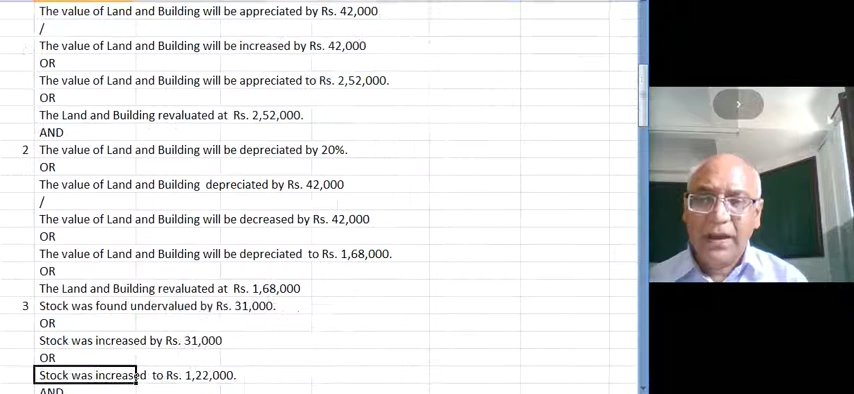 The value of Land and Building will be appreciated by Rs. 42,000
/
The value of Land and Building will be increased by Rs. 42,000
OR
The value of Land and Building will be appreciated to Rs. 2,52,000.
OR
The Land and Building revaluated at Rs. 2,52,000.
AND
2 The value of Land and Building will be depreciated by 20%.
OR
The value of Land and Building depreciated by Rs. 42,000
/
The value of Land and Building will be decreased by Rs. 42,000
OR
The value of Land and Building will be depreciated to Rs. 1,68,000.
OR
The Land and Building revaluated at Rs. 1,68,000
3 Stock was found undervalued by Rs. 31,000.
OR
Stock was increased by Rs. 31,000
OR
Stock was increased to Rs. 1,22,000.
AND